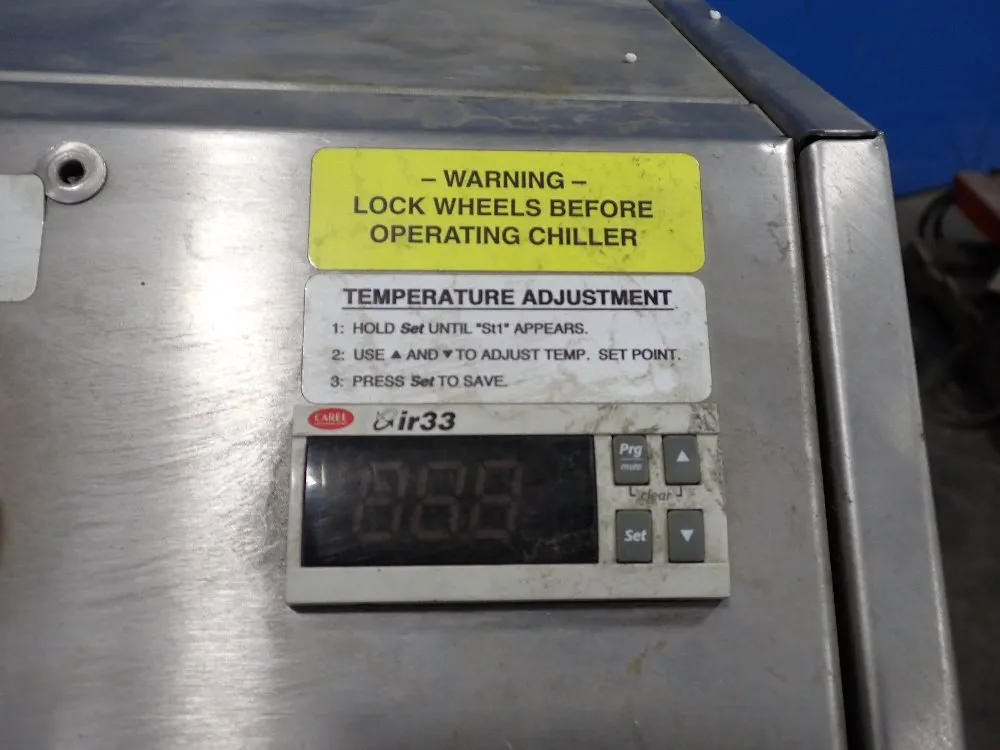 – WARNING –
LOCK WHEELS BEFORE
OPERATING CHILLER
TEMPERATURE ADJUSTMENT
1: HOLD Set UNTIL "St1" APPEARS.
2: USE ▲ AND ▼ TO ADJUST TEMP. SET POINT.
3: PRESS Set TO SAVE.
CAREL ir33
Prg
mute
▲
clear
Set
▼